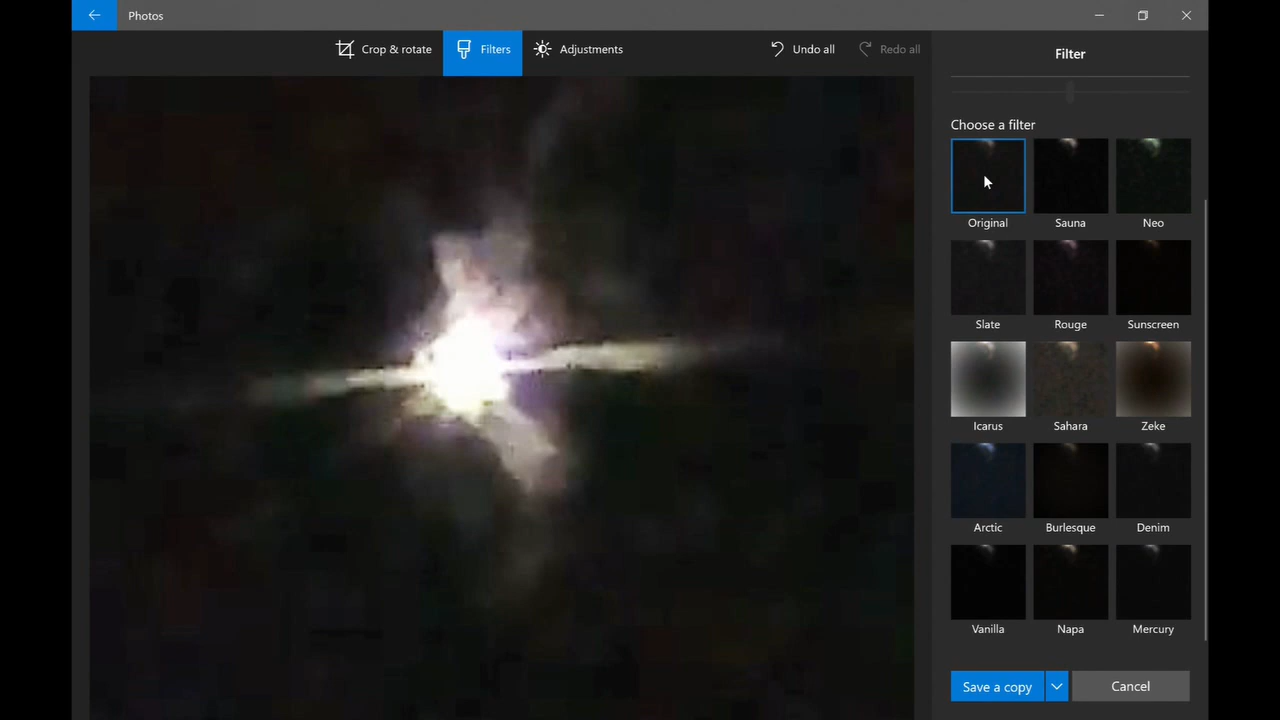 Photos
Crop & rotate
Filters
Adjustments
Undo all
Redo all
Filter
Choose a filter
Original
Sauna
Neo
Slate
Rouge
Sunscreen
Icarus
Sahara
Zeke
Arctic
Burlesque
Denim
Vanilla
Napa
Mercury
Save a copy
Cancel